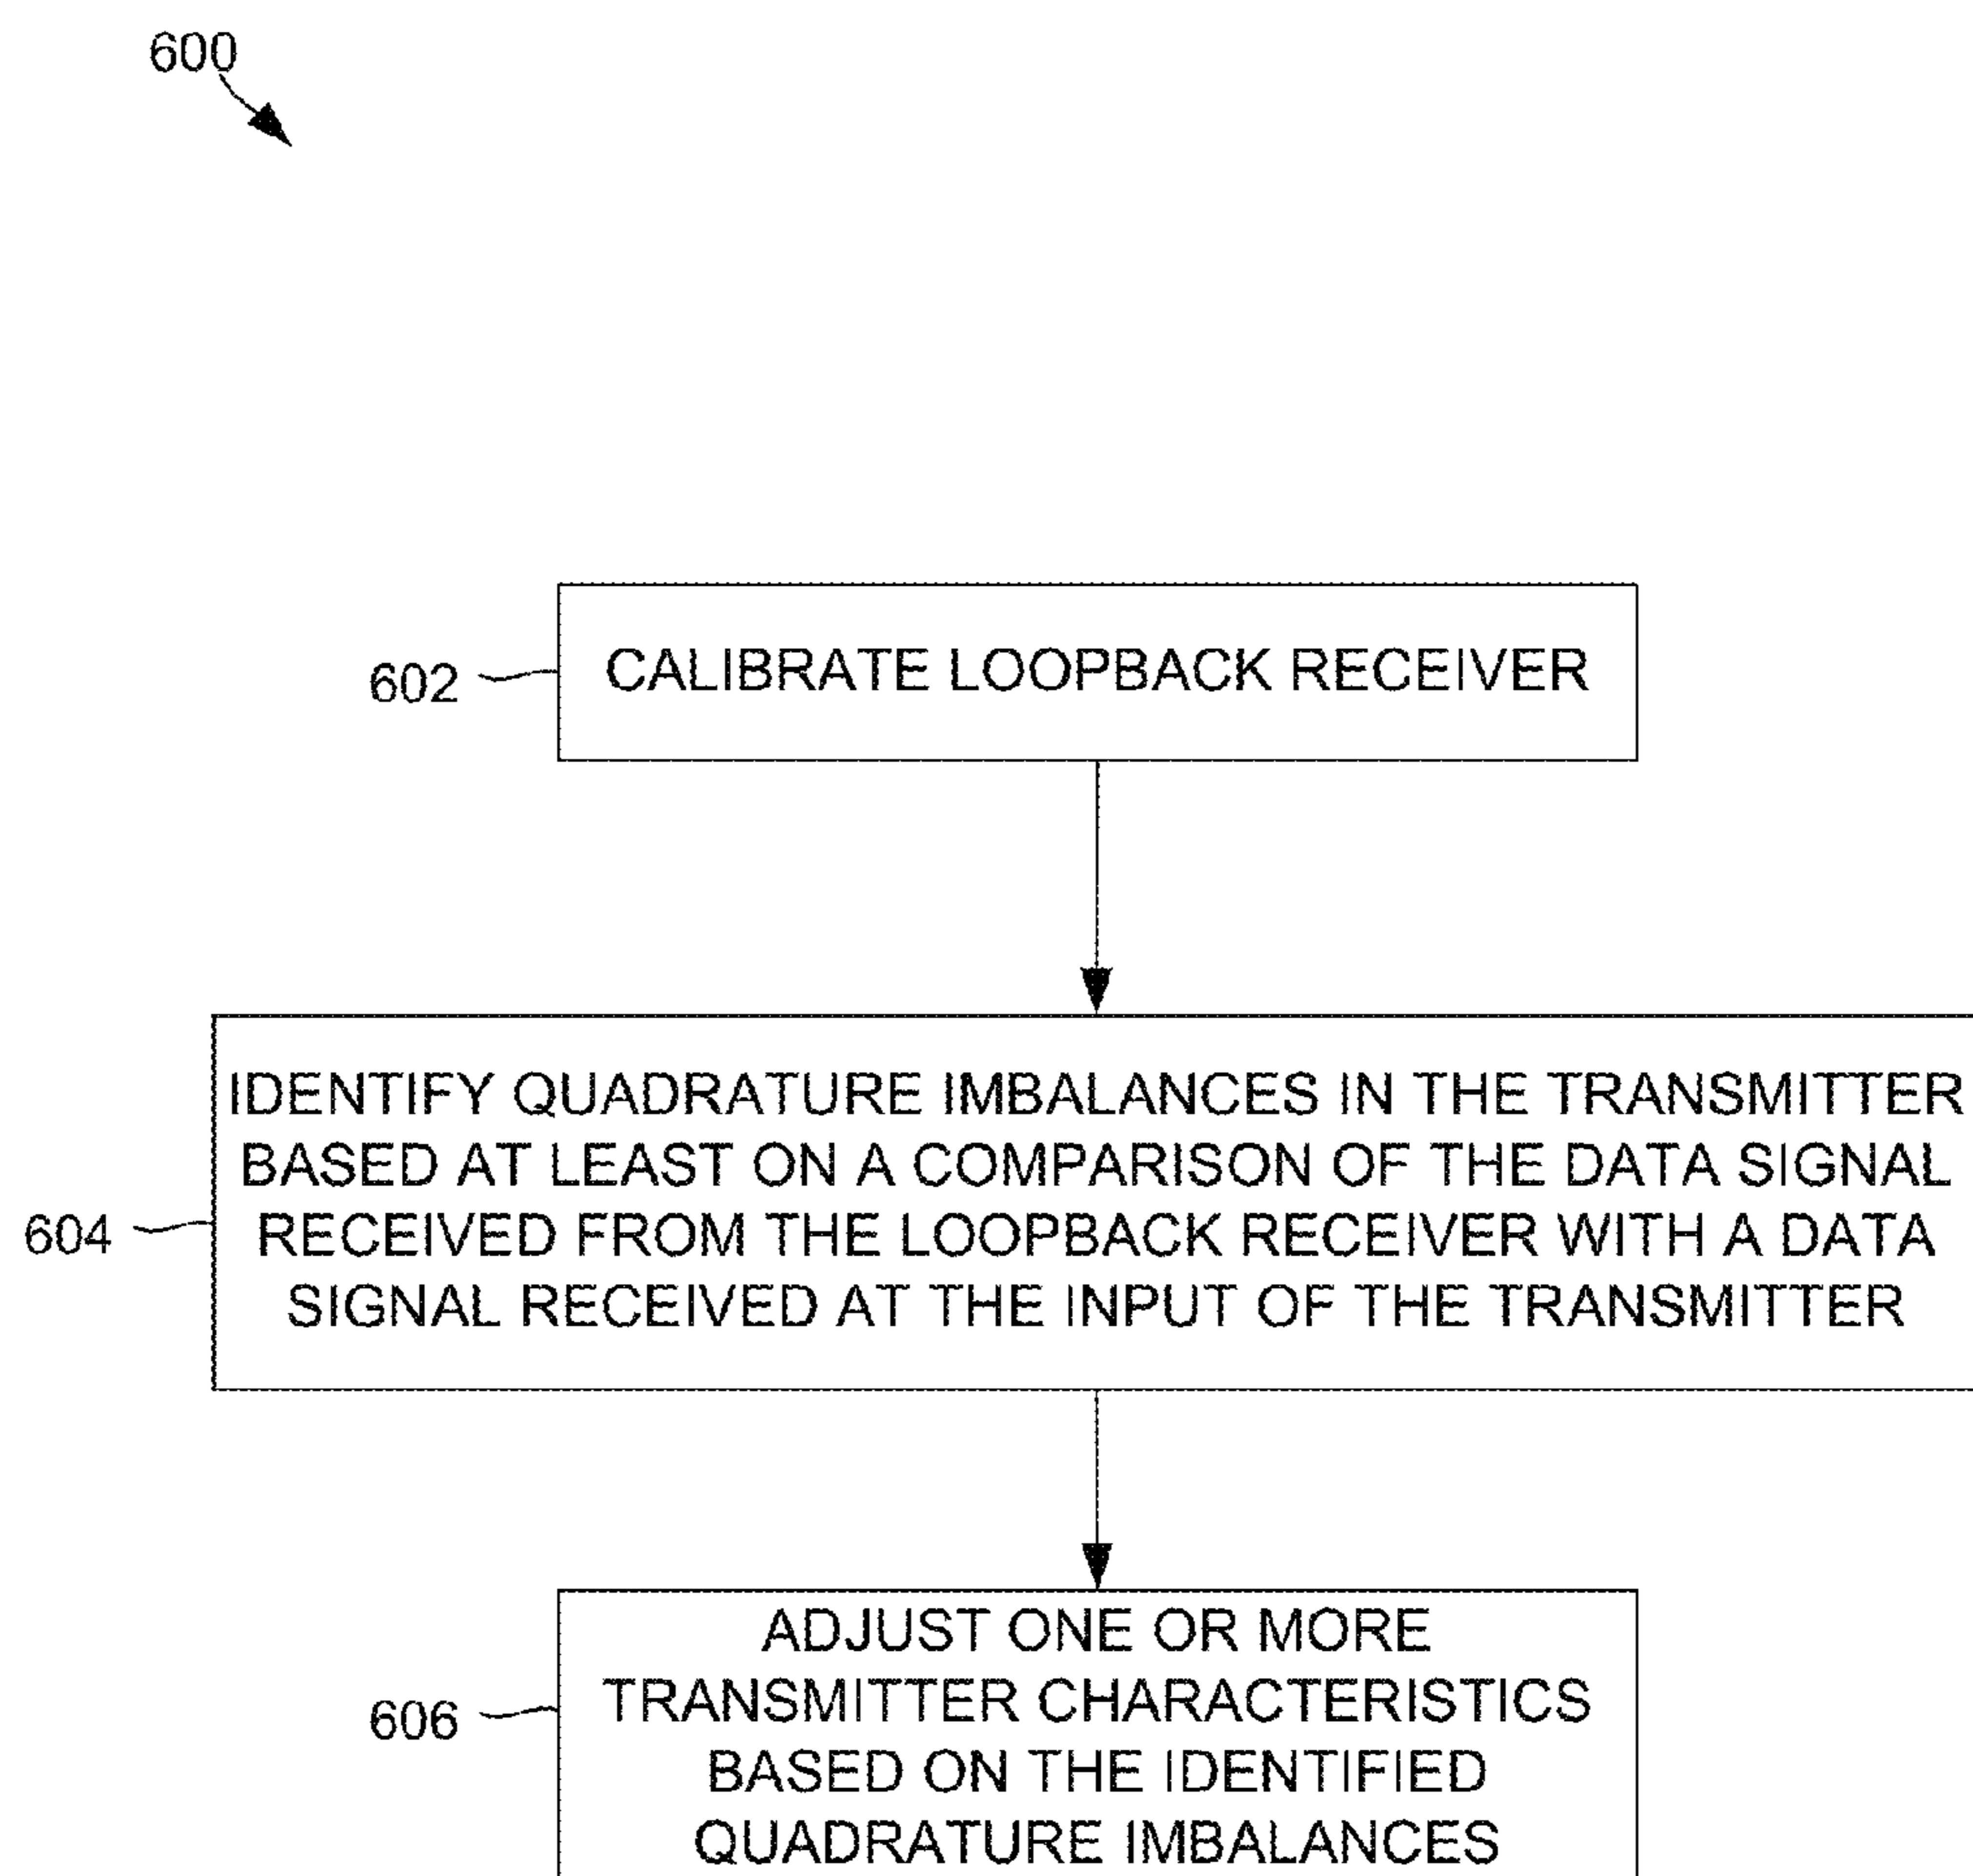 600
602
CALIBRATE LOOPBACK RECEIVER
604
IDENTIFY QUADRATURE IMBALANCES IN THE TRANSMITTER
BASED AT LEAST ON A COMPARISON OF THE DATA SIGNAL
RECEIVED FROM THE LOOPBACK RECEIVER WITH A DATA
SIGNAL RECEIVED AT THE INPUT OF THE TRANSMITTER
606
ADJUST ONE OR MORE
TRANSMITTER CHARACTERISTICS
BASED ON THE IDENTIFIED
QUADRATURE IMBALANCES